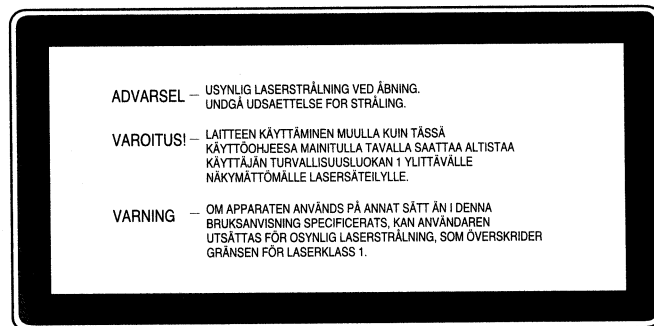 ADVARSEL – USYNLIG LASERSTRÅLNING VED ÅBNING.
UNDGÅ UDSAETTELSE FOR STRÅLING.
VAROITUS! – LAITTEEN KÄYTTÄMINEN MUULLA KUIN TÄSSÄ
KÄYTTÖOHJEESA MAINITULLA TAVALLA SAATTAA ALTISTAA
KÄYTTÄJÄN TURVALLISUUSLUOKAN 1 YLITTÄVÄLLE
NÄKYMÄTTÖMÄLLE LASERSÄTEILYLLE.
VARNING – OM APPARATEN ANVÄNDS PÅ ANNAT SÄTT ÄN I DENNA
BRUKSANVISNING SPECIFICERATS, KAN ANVÄNDAREN
UTSÄTTAS FÖR OSYNLIG LASERSTRÅLNING, SOM ÖVERSKRIDER
GRÄNSEN FÖR LASERKLASS 1.